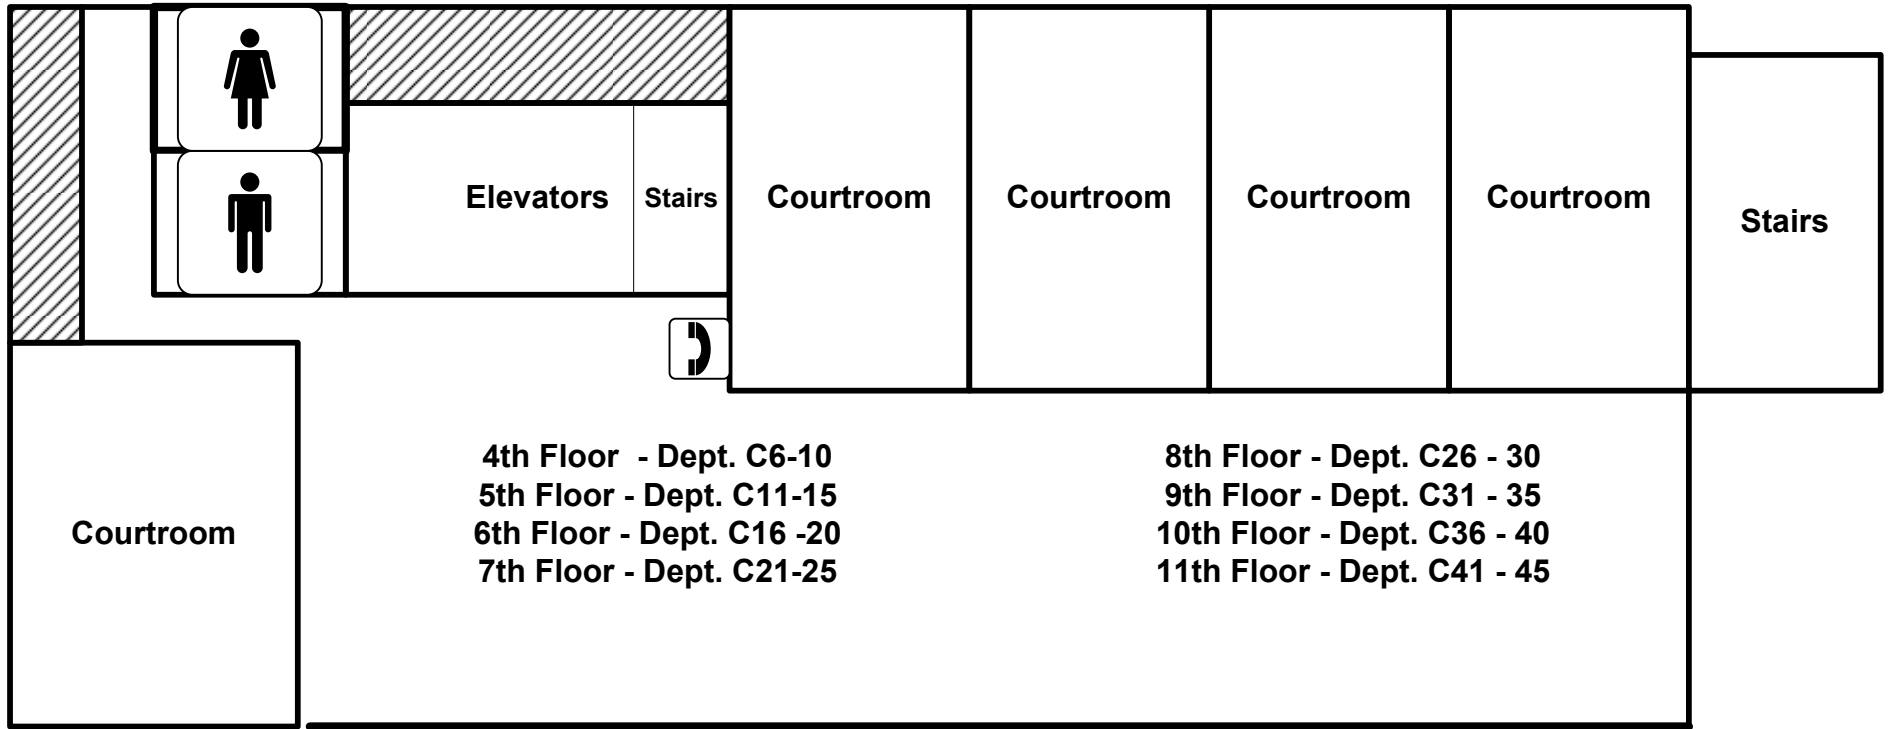 Elevators
Stairs
Courtroom
Courtroom
Courtroom
Courtroom
Stairs
4th Floor  - Dept. C6-10
5th Floor - Dept. C11-15
6th Floor - Dept. C16 -20
7th Floor - Dept. C21-25
8th Floor - Dept. C26 - 30
9th Floor - Dept. C31 - 35
10th Floor - Dept. C36 - 40
11th Floor - Dept. C41 - 45
Courtroom